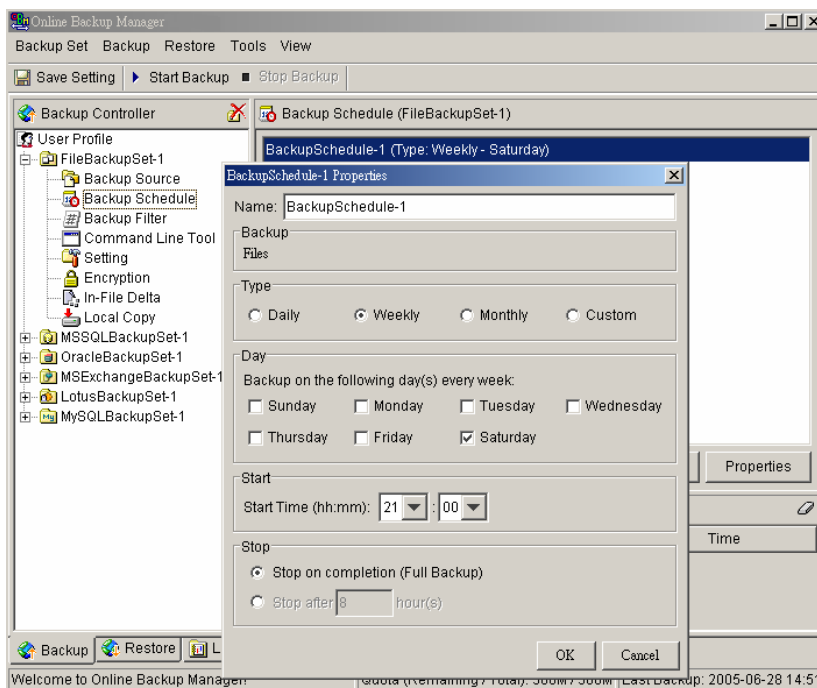 Online Backup Manager
Backup Set Backup Restore Tools View
Save Setting Start Backup Stop Backup
Backup Controller
Backup Schedule (FileBackupSet-1)
User Profile
FileBackupSet-1
Backup Source
Backup Schedule
Backup Filter
Command Line Tool
Setting
Encryption
In-File Delta
Local Copy
MSSQLBackupSet-1
OracleBackupSet-1
MSExchangeBackupSet-1
LotusBackupSet-1
MySQLBackupSet-1
BackupSchedule-1 (Type: Weekly - Saturday)
BackupSchedule-1 Properties
Name: BackupSchedule-1
Backup
Files
Type
Daily Weekly Monthly Custom
Day
Backup on the following day(s) every week:
Sunday Monday Tuesday Wednesday
Thursday Friday Saturday
Start
Start Time (hh:mm): 21 : 00
Stop
Stop on completion (Full Backup)
Stop after 8 hour(s)
OK Cancel
Properties
Time
Backup Restore L
Welcome to Online Backup Manager! Quota (Remaining / Total): 500M / 500M Last Backup: 2005-06-28 14:51